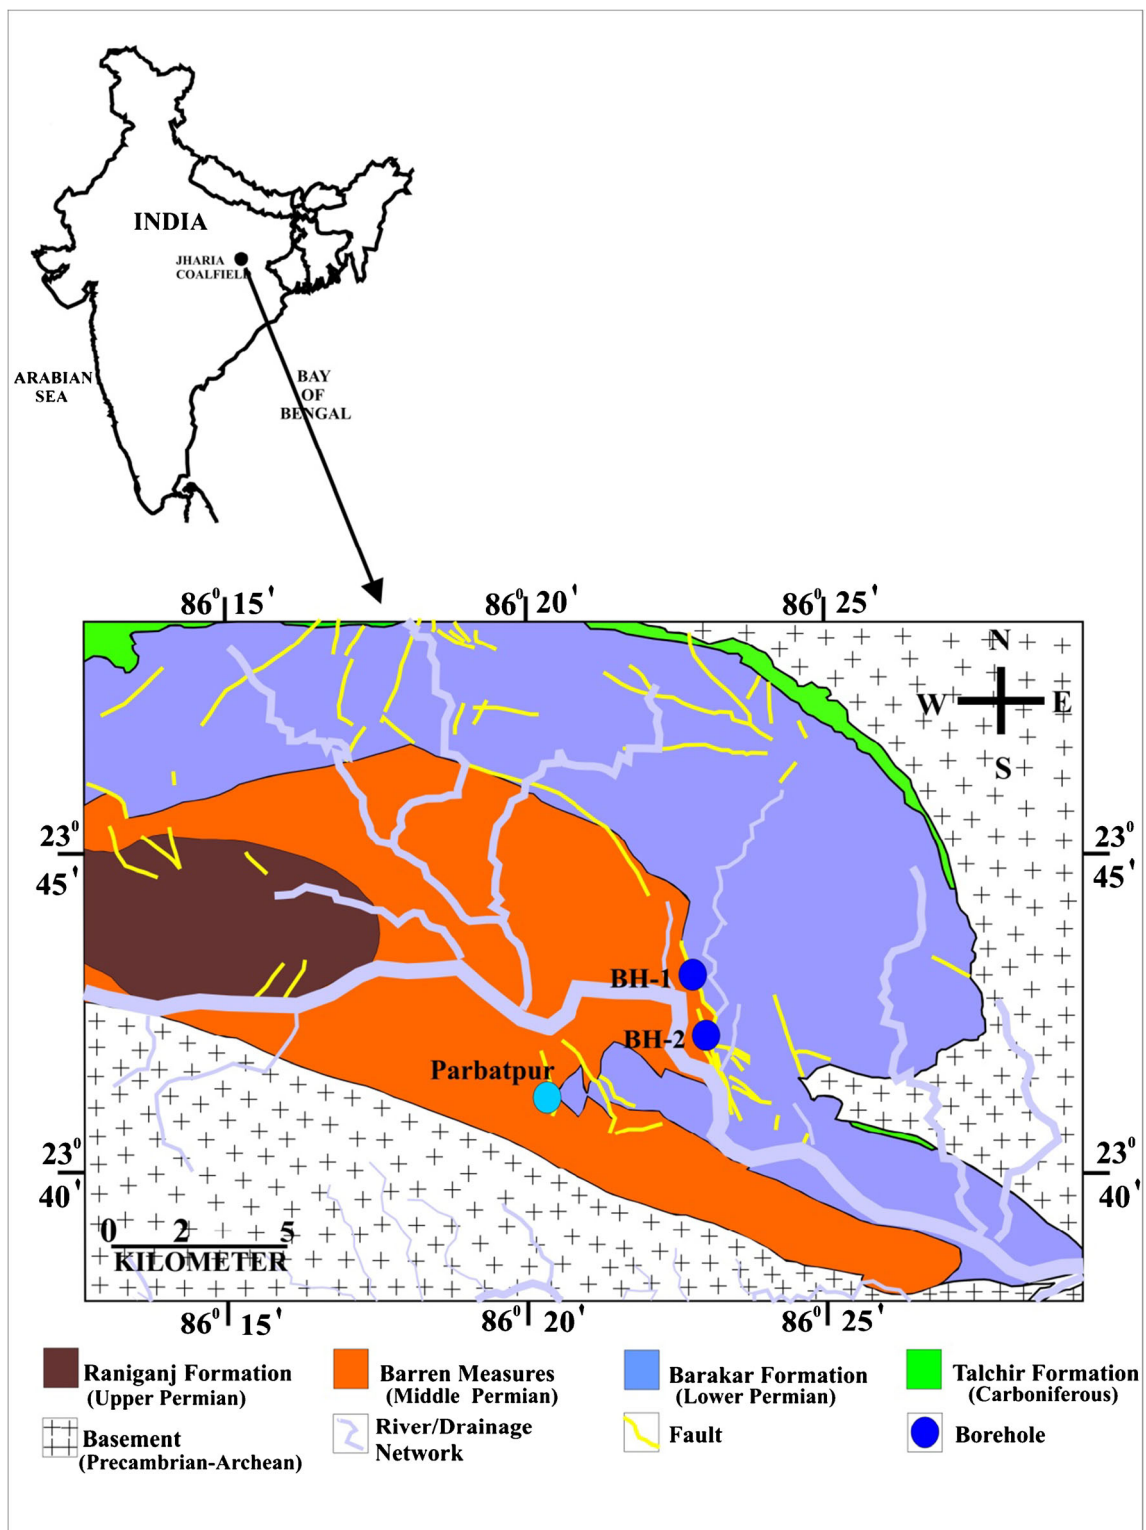 INDIA
JHARIA
COALFIELD
ARABIAN
SEA
BAY
OF
BENGAL
86⁰ 15' 86⁰ 20' 86⁰ 25'
N
W E
S
23⁰ 23⁰
45' 45'
BH-1
BH-2
Parbatpur
23⁰ 23⁰
40' 40'
0 2 5
KILOMETER
86⁰ 15' 86⁰ 20' 86⁰ 25'
Raniganj Formation
(Upper Permian)
Barren Measures
(Middle Permian)
Barakar Formation
(Lower Permian)
Talchir Formation
(Carboniferous)
Basement
(Precambrian-Archean)
River/Drainage
Network
Fault
Borehole